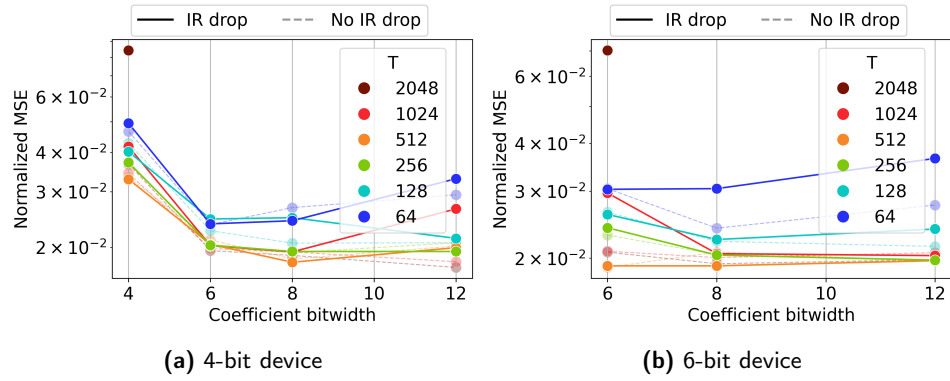 IR drop No IR drop
Normalized MSE
6 × 10⁻²
4 × 10⁻²
3 × 10⁻²
2 × 10⁻²
T
2048
1024
512
256
128
64
4 6 8 10 12
Coefficient bitwidth
(a) 4-bit device
IR drop No IR drop
Normalized MSE
6 × 10⁻²
4 × 10⁻²
3 × 10⁻²
2 × 10⁻²
T
2048
1024
512
256
128
64
6 8 10 12
Coefficient bitwidth
(b) 6-bit device